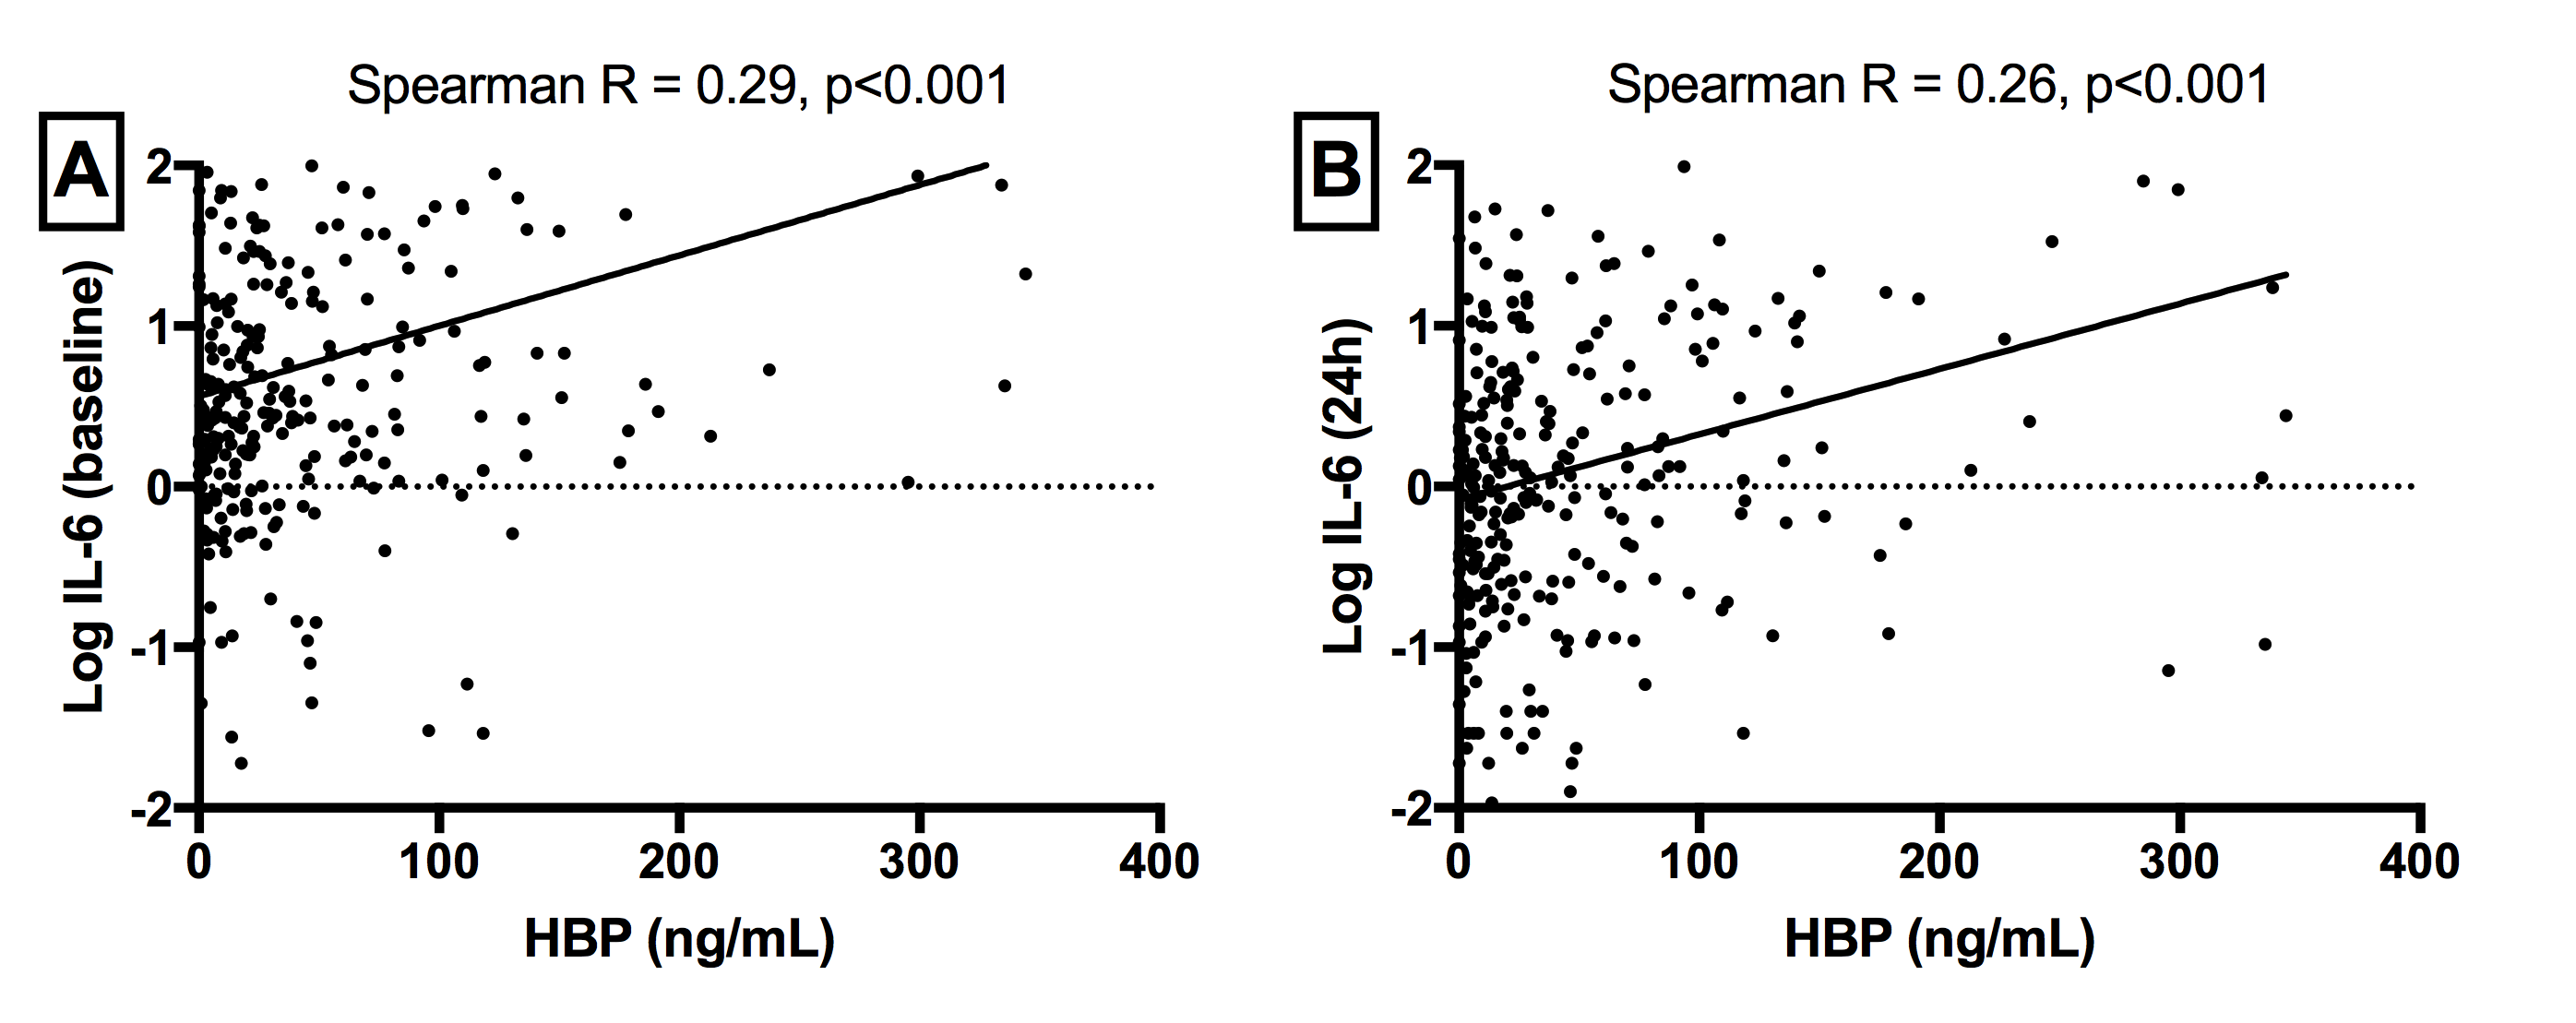 Spearman R = 0.29, p<0.001
A
Log IL-6 (baseline)
2
1
0
-1
-2
0 100 200 300 400
HBP (ng/mL)
Spearman R = 0.26, p<0.001
B
Log IL-6 (24h)
2
1
0
-1
-2
0 100 200 300 400
HBP (ng/mL)